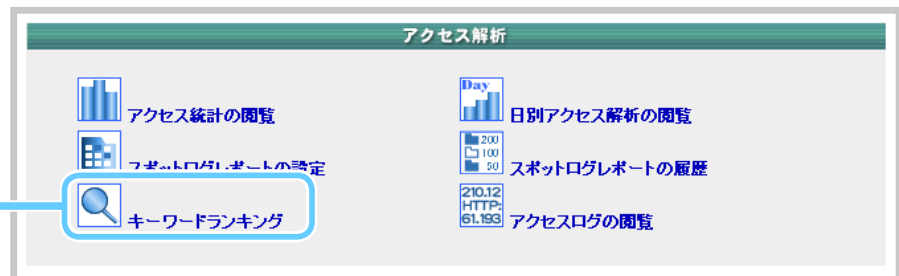 アクセス解析
アクセス統計の閲覧
Day
日別アクセス解析の閲覧
スポットログレポートの設定
200
100
50
スポットログレポートの履歴
キーワードランキング
210.12
HTTP:
61.193
アクセスログの閲覧